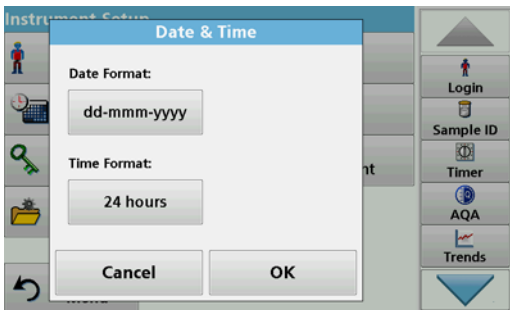 Instrument Setup
Date & Time
Date Format:
dd-mmm-yyyy
Time Format:
24 hours
Cancel
OK
Menu
Login
Sample ID
Timer
AQA
Trends